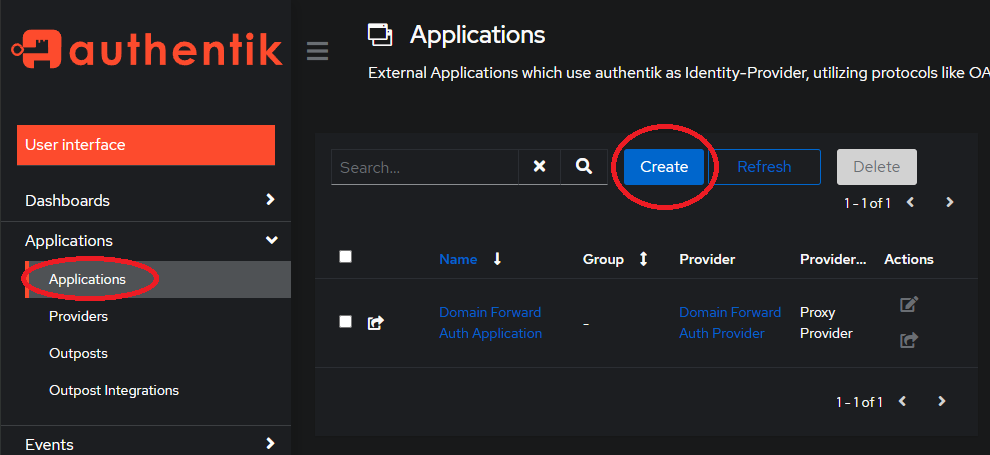 authentik
Applications
External Applications which use authentik as Identity-Provider, utilizing protocols like OA
User interface
Search...
Create
Refresh
Delete
1 - 1 of 1
Dashboards
Applications
Applications
Providers
Outposts
Outpost Integrations
Events
Name
Group
Provider
Provider...
Actions
Domain Forward
Auth Application
-
Domain Forward
Auth Provider
Proxy
Provider
1 - 1 of 1